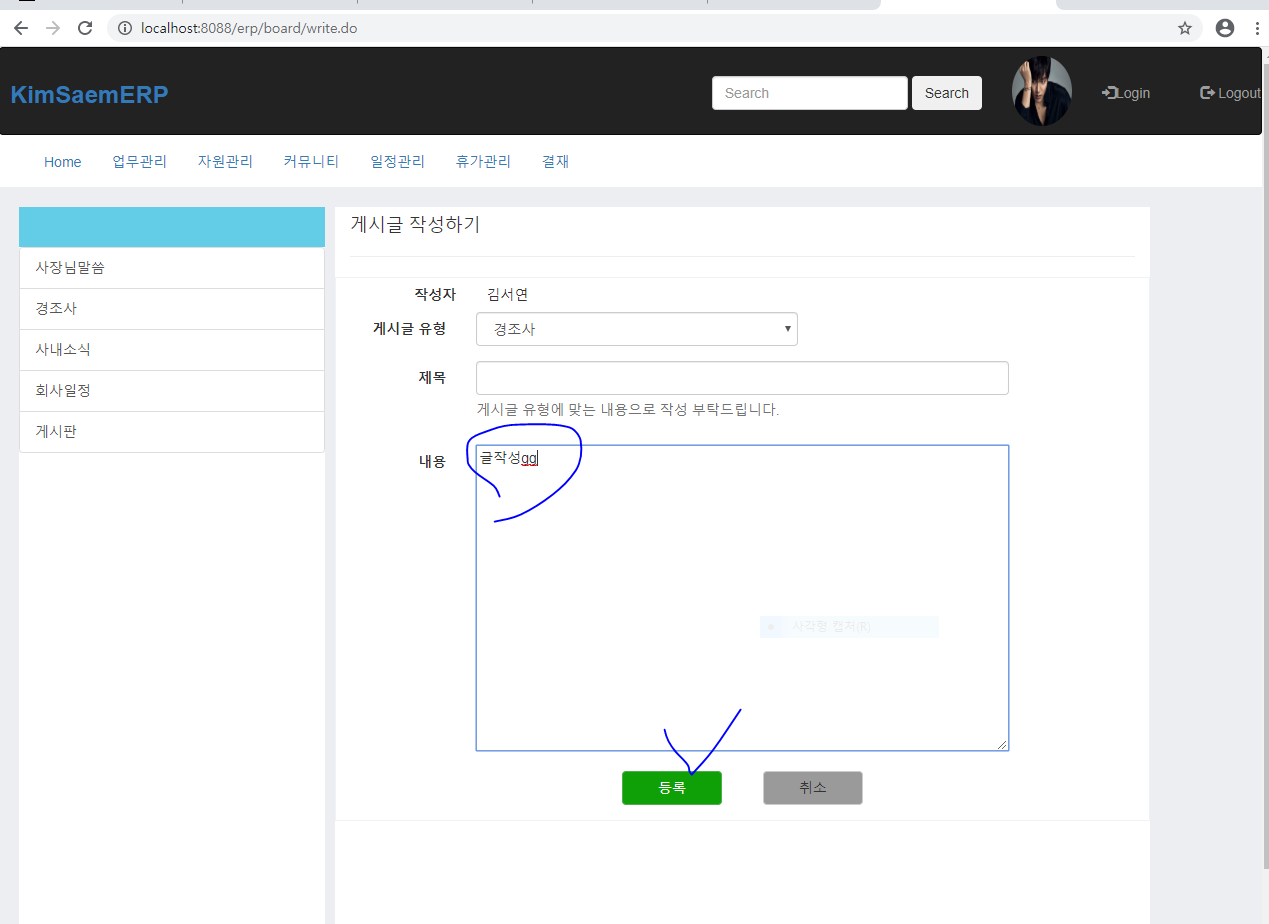 localhost:8088/erp/board/write.do
KimSaemERP
Search
Search
Login
Logout
Home 업무관리 자원관리 커뮤니티 일정관리 휴가관리 결재
사장님말씀
경조사
사내소식
회사일정
게시판
게시글 작성하기
작성자 김서연
게시글 유형 경조사
제목
게시글 유형에 맞는 내용으로 작성 부탁드립니다.
내용 글작성gg
사각형 캡처(R)
등록 취소